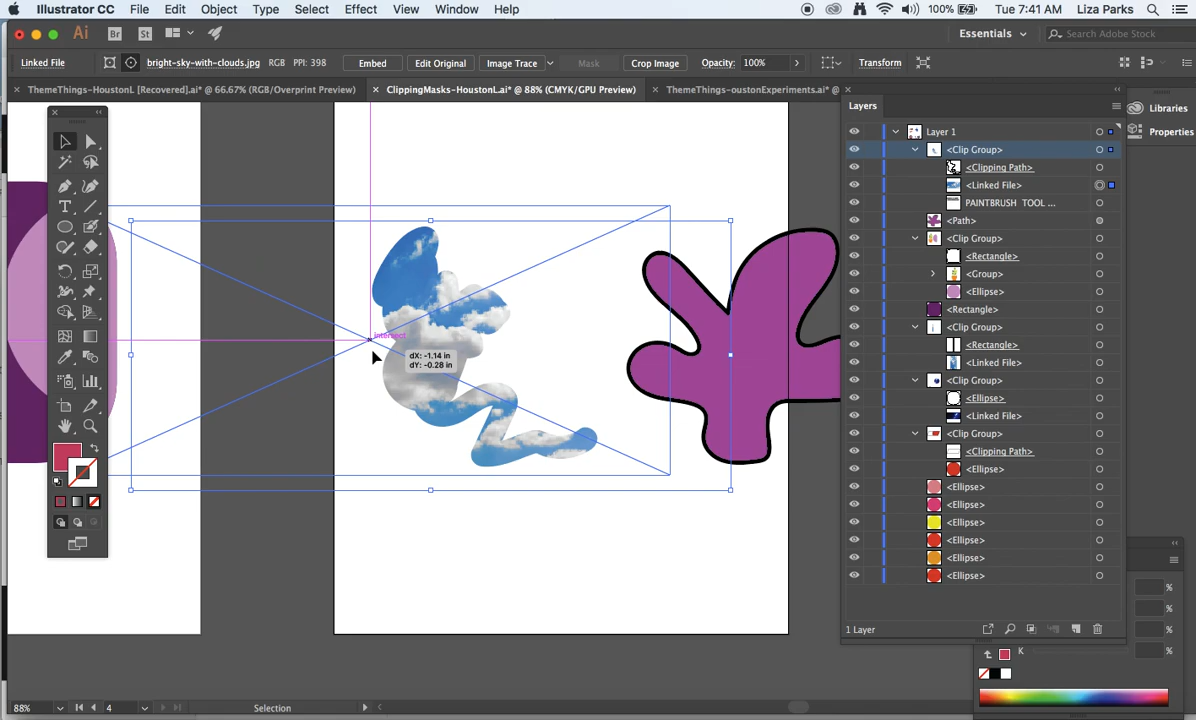 Illustrator CC File Edit Object Type Select Effect View Window Help 100% Tue 7:41 AM Liza Parks
Ai Br St Essentials Search Adobe Stock
Linked File bright-sky-with-clouds.jpg RGB PPI: 398 Embed Edit Original Image Trace Mask Crop Image Opacity: 100% Transform
ThemeThings-HoustonL [Recovered].ai* @ 66.67% (RGB/Overprint Preview) ClippingMasks-HoustonL.ai* @ 88% (CMYK/GPU Preview) ThemeThings-oustonExperiments.ai* @
Layers
Libraries
Properties
Layer 1
<Clip Group>
<Clipping Path>
<Linked File>
PAINTBRUSH TOOL ...
<Path>
<Clip Group>
<Rectangle>
<Group>
<Ellipse>
<Rectangle>
<Clip Group>
<Rectangle>
<Linked File>
<Clip Group>
<Ellipse>
<Linked File>
<Clip Group>
<Clipping Path>
<Ellipse>
<Ellipse>
<Ellipse>
<Ellipse>
<Ellipse>
<Ellipse>
<Ellipse>
intersect
dX: -1.14 in
dY: -0.28 in
1 Layer
%
%
%
K %
88% 4 Selection